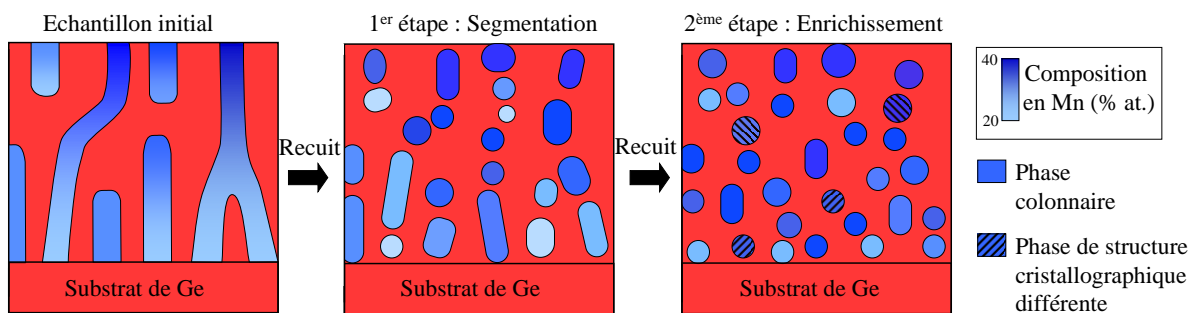 Echantillon initial
1er étape : Segmentation
2ème étape : Enrichissement
Recuit
Recuit
Substrat de Ge
Substrat de Ge
Substrat de Ge
40
20
Composition
en Mn (% at.)
Phase
colonnaire
Phase de structure
cristallographique
différente